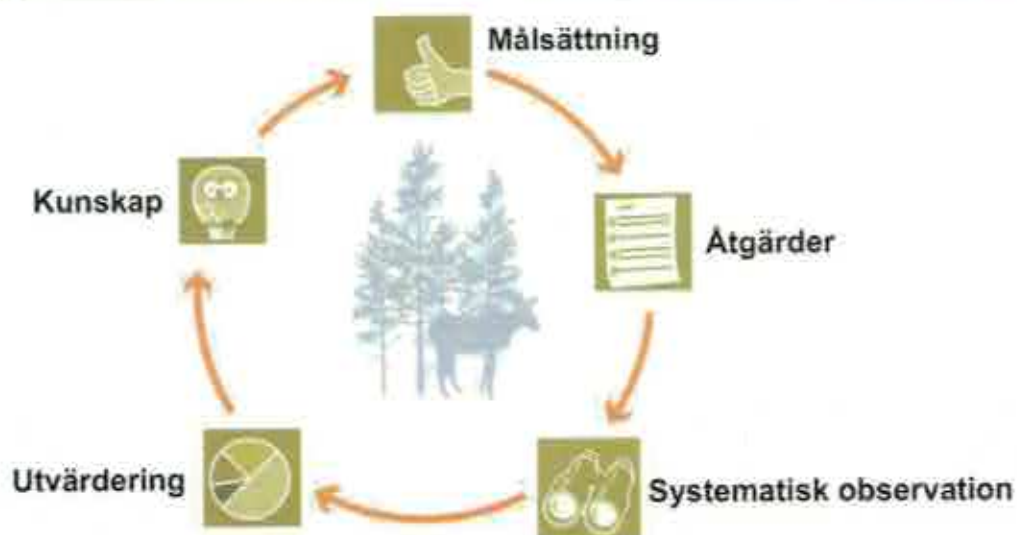 Målsättning
Åtgärder
Systematisk observation
Utvärdering
Kunskap